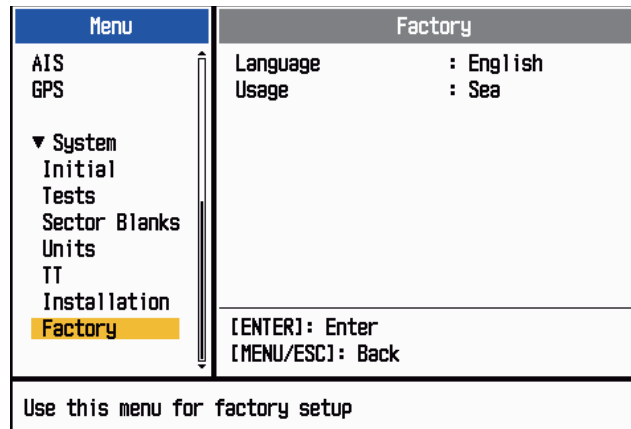 Menu
AIS
GPS
▼ System
Initial
Tests
Sector Blanks
Units
TT
Installation
Factory
Factory
Language : English
Usage : Sea
[ENTER]: Enter
[MENU/ESC]: Back
Use this menu for factory setup